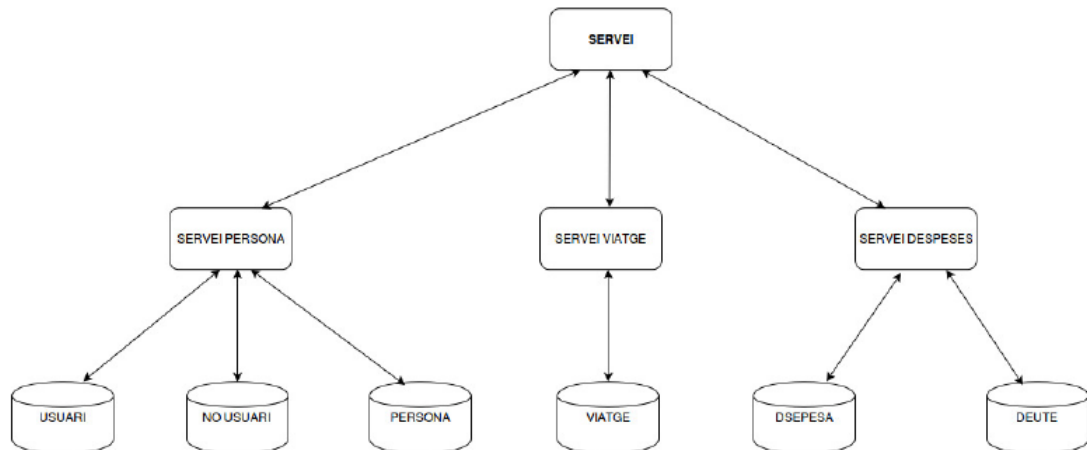 SERVEI
SERVEI PERSONA
SERVEI VIATGE
SERVEI DESPESES
USUARI
NO USUARI
PERSONA
VIATGE
DSEPESA
DEUTE